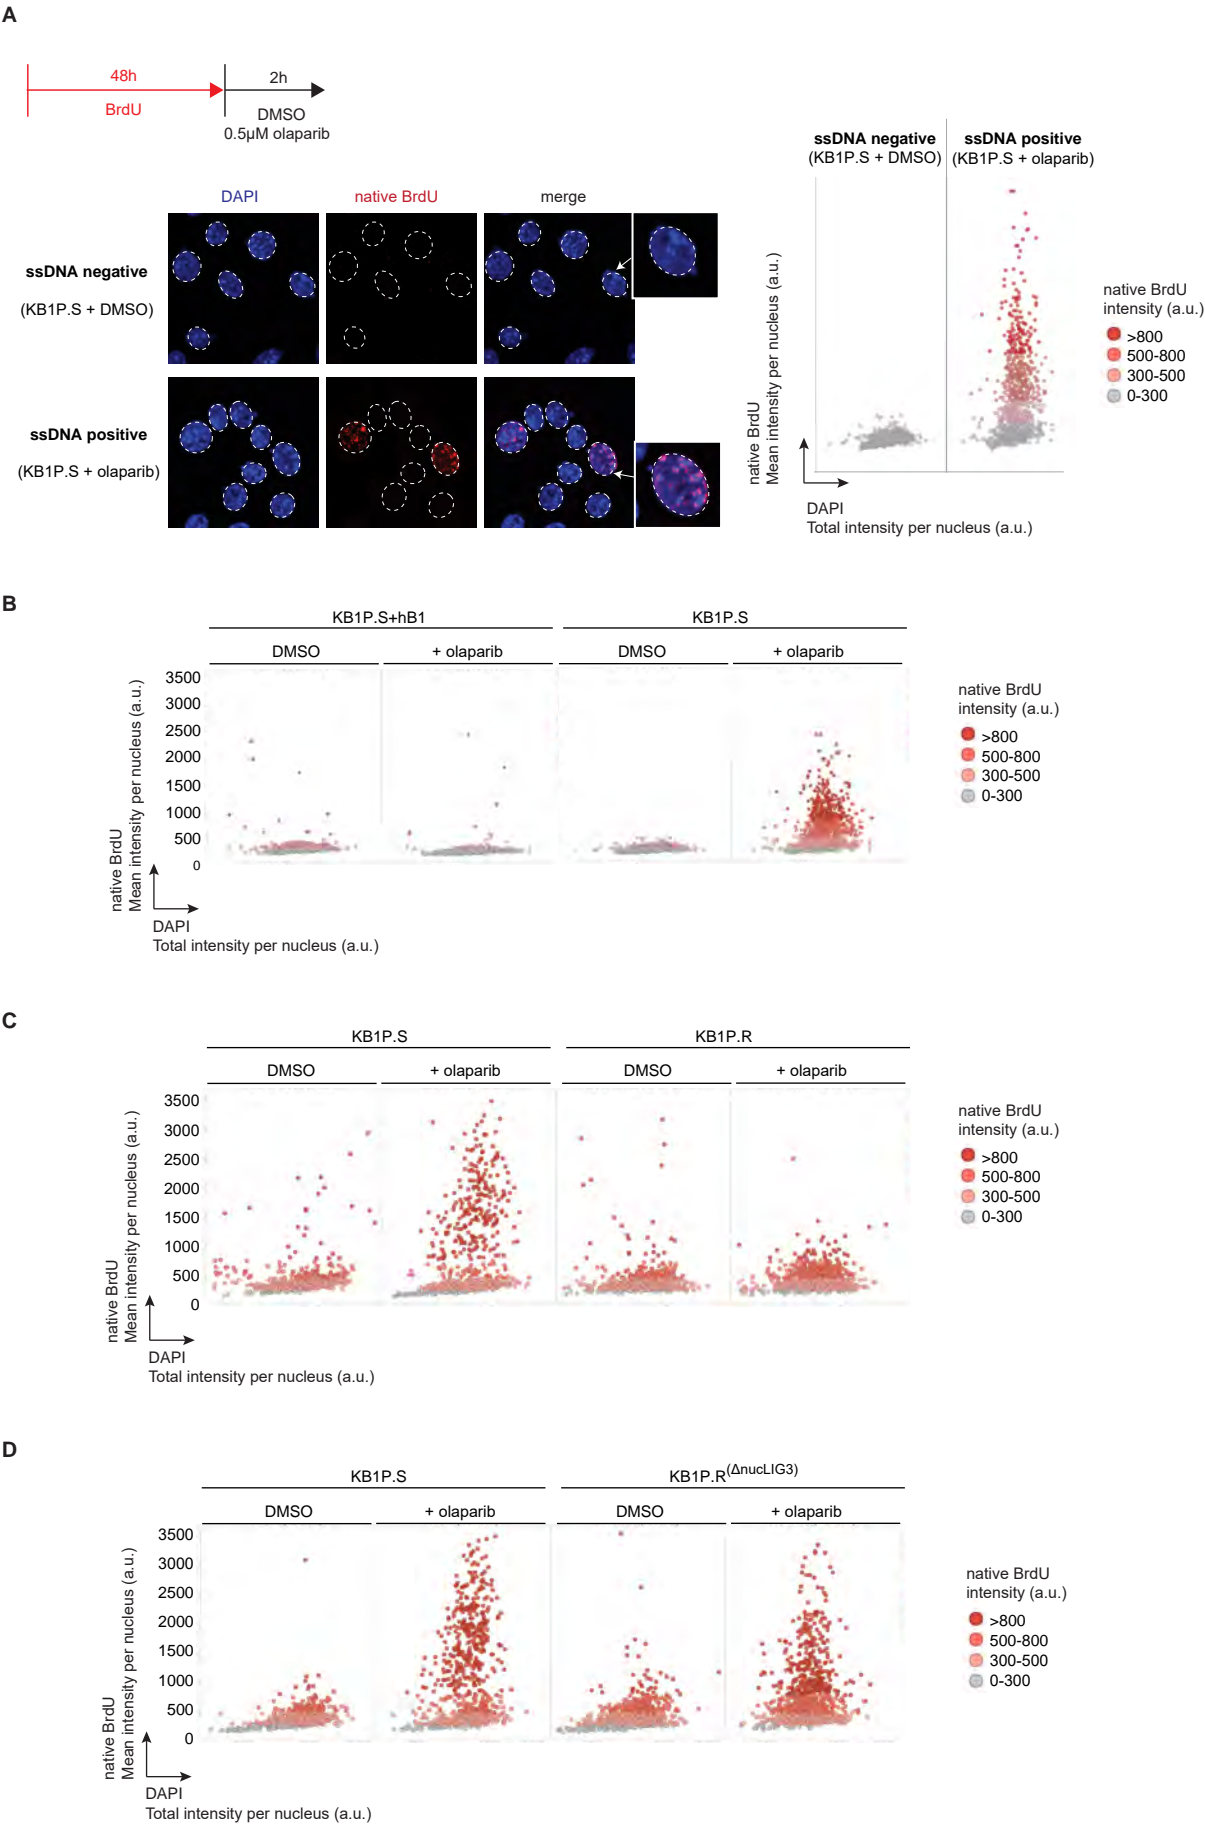 A
48h
2h
BrdU
DMSO
0.5µM olaparib
DAPI
native BrdU
merge
ssDNA negative
(KB1P.S + DMSO)
ssDNA positive
(KB1P.S + olaparib)
ssDNA negative
(KB1P.S + DMSO)
ssDNA positive
(KB1P.S + olaparib)
native BrdU
Mean intensity per nucleus (a.u.)
DAPI
Total intensity per nucleus (a.u.)
native BrdU
intensity (a.u.)
>800
500-800
300-500
0-300
B
KB1P.S+hB1
KB1P.S
DMSO
+ olaparib
DMSO
+ olaparib
3500
3000
2500
2000
1500
1000
500
0
native BrdU
Mean intensity per nucleus (a.u.)
DAPI
Total intensity per nucleus (a.u.)
native BrdU
intensity (a.u.)
>800
500-800
300-500
0-300
C
KB1P.S
KB1P.R
DMSO
+ olaparib
DMSO
+ olaparib
3500
3000
2500
2000
1500
1000
500
0
native BrdU
Mean intensity per nucleus (a.u.)
DAPI
Total intensity per nucleus (a.u.)
native BrdU
intensity (a.u.)
>800
500-800
300-500
0-300
D
KB1P.S
KB1P.R(ΔnucLIG3)
DMSO
+ olaparib
DMSO
+ olaparib
3500
3000
2500
2000
1500
1000
500
0
native BrdU
Mean intensity per nucleus (a.u.)
DAPI
Total intensity per nucleus (a.u.)
native BrdU
intensity (a.u.)
>800
500-800
300-500
0-300